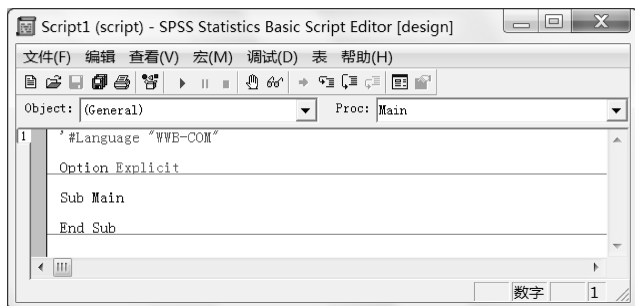 Script1 (script) - SPSS Statistics Basic Script Editor [design]
文件(F) 编辑 查看(V) 宏(M) 调试(D) 表 帮助(H)
Object: (General) Proc: Main
1 '#Language "WWB-COM"
Option Explicit
Sub Main
End Sub
数字 1